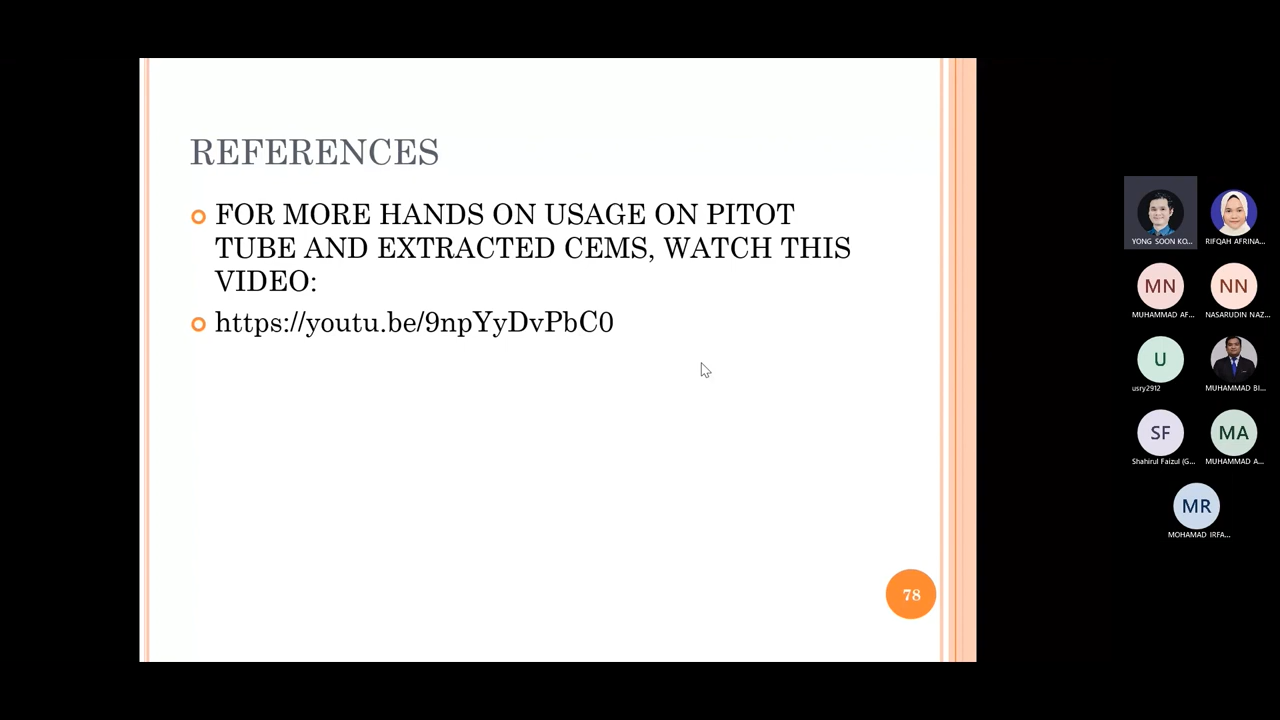 REFERENCES
FOR MORE HANDS ON USAGE ON PITOT
TUBE AND EXTRACTED CEMS, WATCH THIS
VIDEO:
https://youtu.be/9npYyDvPbC0
78
YONG SOON KO...
RIFQAH AFRINA...
MN
NN
MUHAMMAD AF...
NASARUDIN NAZ...
U
usry2912
MUHAMMAD BI...
SF
MA
Shahirul Faizul (G...
MUHAMMAD A...
MR
MOHAMAD IRFA...